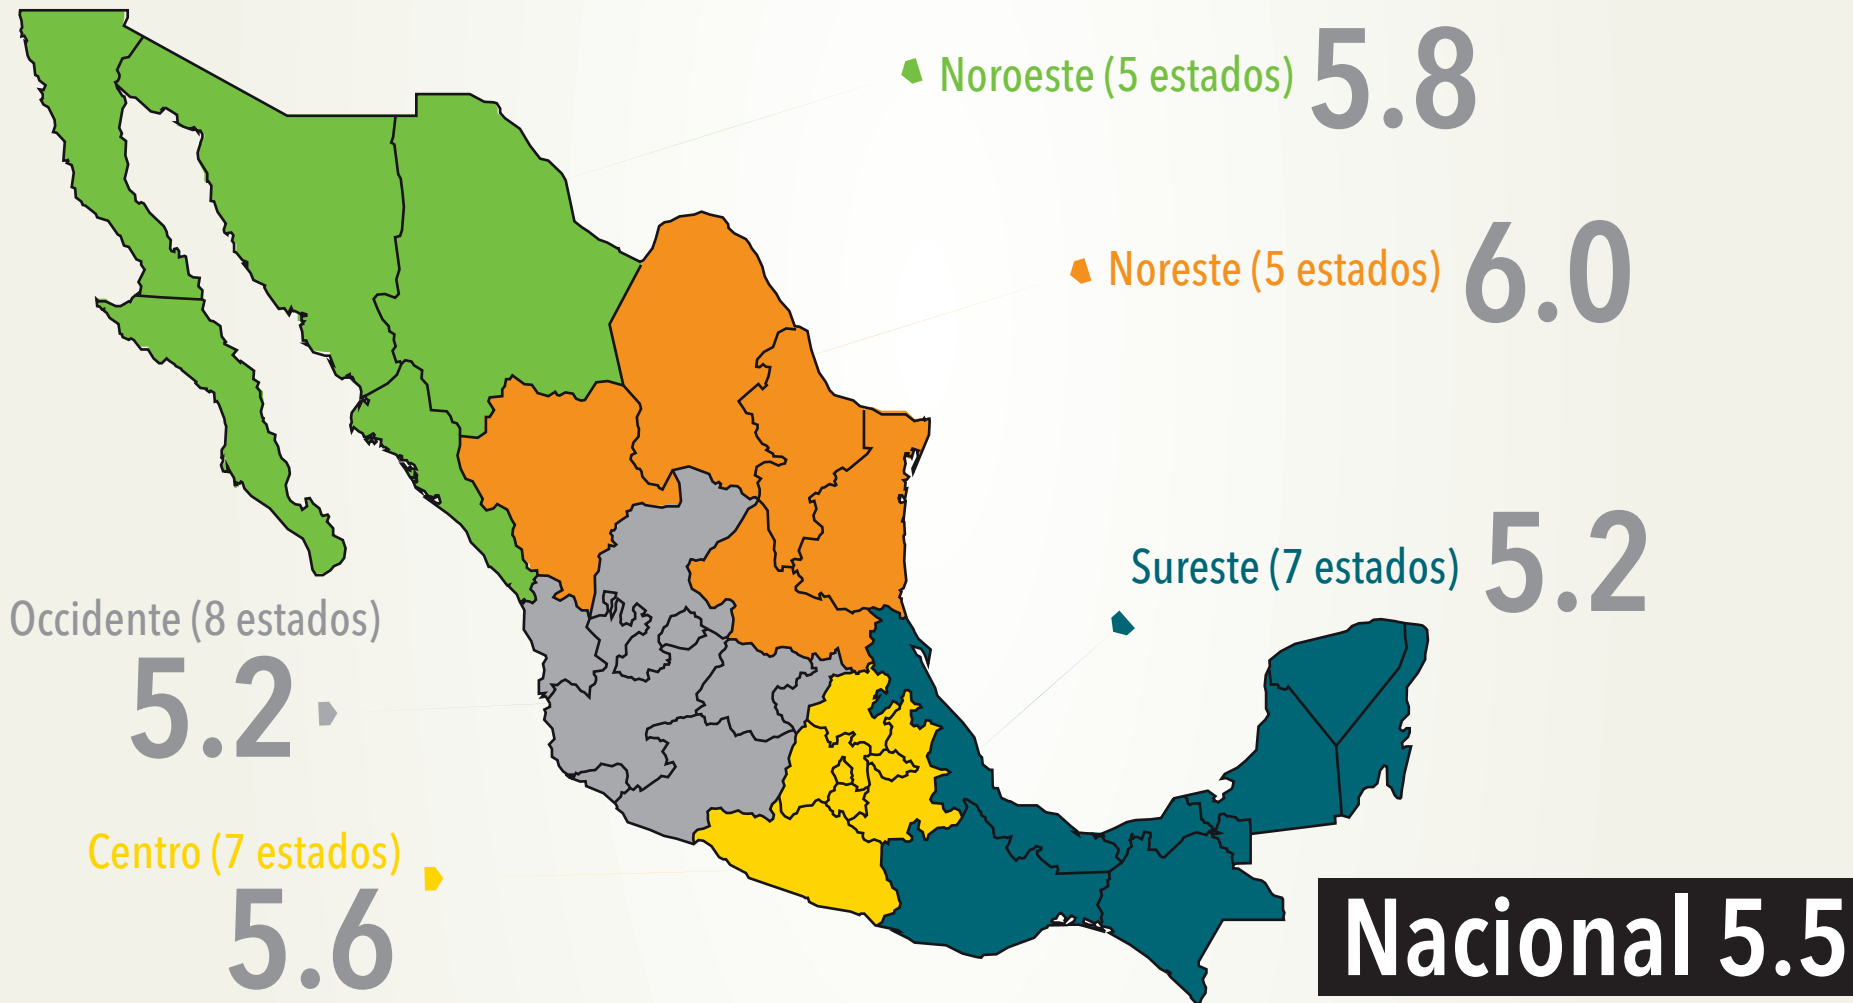 Noroeste (5 estados) 5.8
Noreste (5 estados) 6.0
Sureste (7 estados) 5.2
Occidente (8 estados)
5.2
Centro (7 estados)
5.6
Nacional 5.5